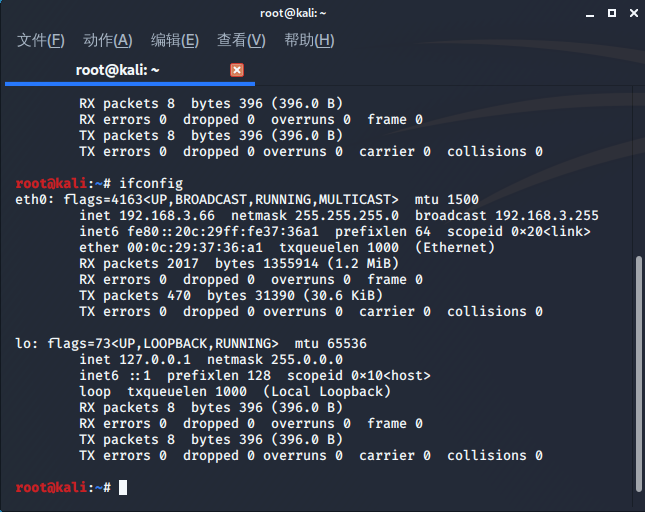 root@kali: ~
文件(F) 动作(A) 编辑(E) 查看(V) 帮助(H)
root@kali: ~
RX packets 8  bytes 396 (396.0 B)
RX errors 0  dropped 0  overruns 0  frame 0
TX packets 8  bytes 396 (396.0 B)
TX errors 0  dropped 0 overruns 0  carrier 0  collisions 0
root@kali:~# ifconfig
eth0: flags=4163<UP,BROADCAST,RUNNING,MULTICAST>  mtu 1500
inet 192.168.3.66  netmask 255.255.255.0  broadcast 192.168.3.255
inet6 fe80::20c:29ff:fe37:36a1  prefixlen 64  scopeid 0×20<link>
ether 00:0c:29:37:36:a1  txqueuelen 1000  (Ethernet)
RX packets 2017  bytes 1355914 (1.2 MiB)
RX errors 0  dropped 0  overruns 0  frame 0
TX packets 470  bytes 31390 (30.6 KiB)
TX errors 0  dropped 0 overruns 0  carrier 0  collisions 0
lo: flags=73<UP,LOOPBACK,RUNNING>  mtu 65536
inet 127.0.0.1  netmask 255.0.0.0
inet6 ::1  prefixlen 128  scopeid 0×10<host>
loop  txqueuelen 1000  (Local Loopback)
RX packets 8  bytes 396 (396.0 B)
RX errors 0  dropped 0  overruns 0  frame 0
TX packets 8  bytes 396 (396.0 B)
TX errors 0  dropped 0 overruns 0  carrier 0  collisions 0
root@kali:~#